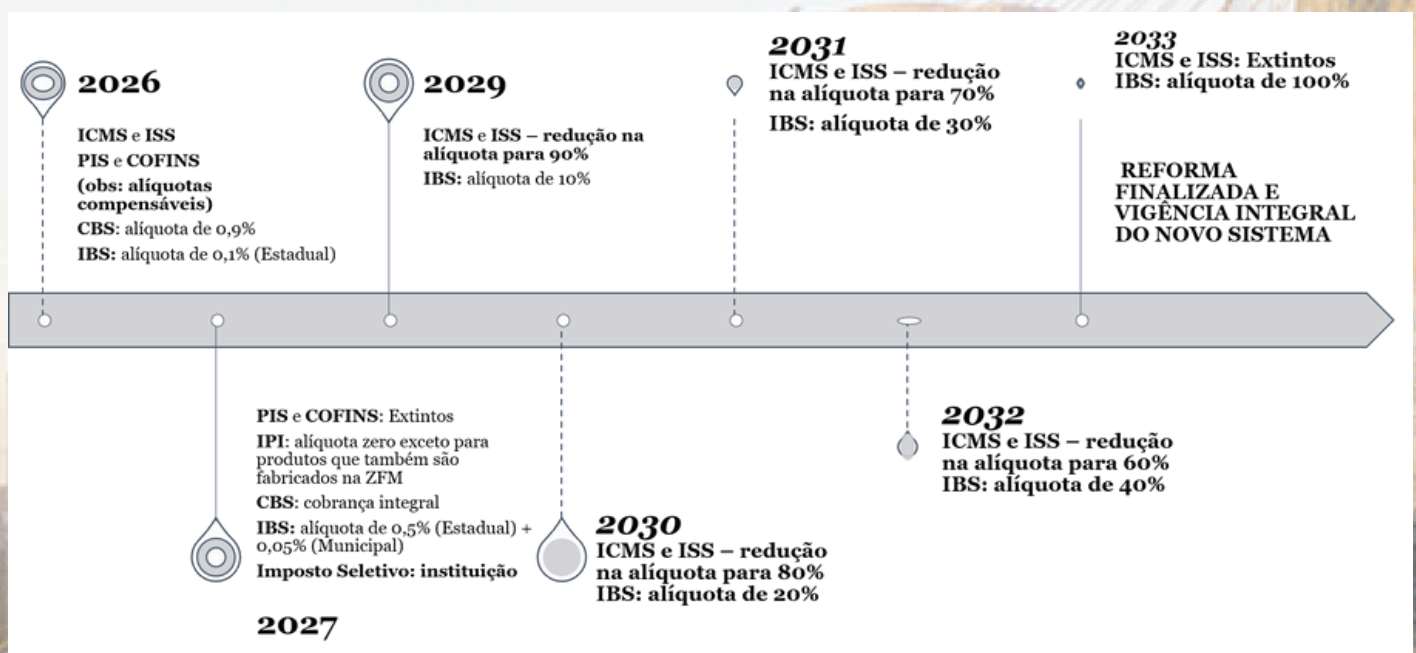 2026
ICMS e ISS
PIS e COFINS
(obs: alíquotas
compensáveis)
CBS: alíquota de 0,9%
IBS: alíquota de 0,1% (Estadual)
2029
ICMS e ISS – redução na
alíquota para 90%
IBS: alíquota de 10%
2031
ICMS e ISS – redução
na alíquota para 70%
IBS: alíquota de 30%
2033
ICMS e ISS: Extintos
IBS: alíquota de 100%
REFORMA
FINALIZADA E
VIGÊNCIA INTEGRAL
DO NOVO SISTEMA
PIS e COFINS: Extintos
IPI: alíquota zero exceto para
produtos que também são
fabricados na ZFM
CBS: cobrança integral
IBS: alíquota de 0,5% (Estadual) +
0,05% (Municipal)
Imposto Seletivo: instituição
2027
2030
ICMS e ISS – redução
na alíquota para 80%
IBS: alíquota de 20%
2032
ICMS e ISS – redução
na alíquota para 60%
IBS: alíquota de 40%